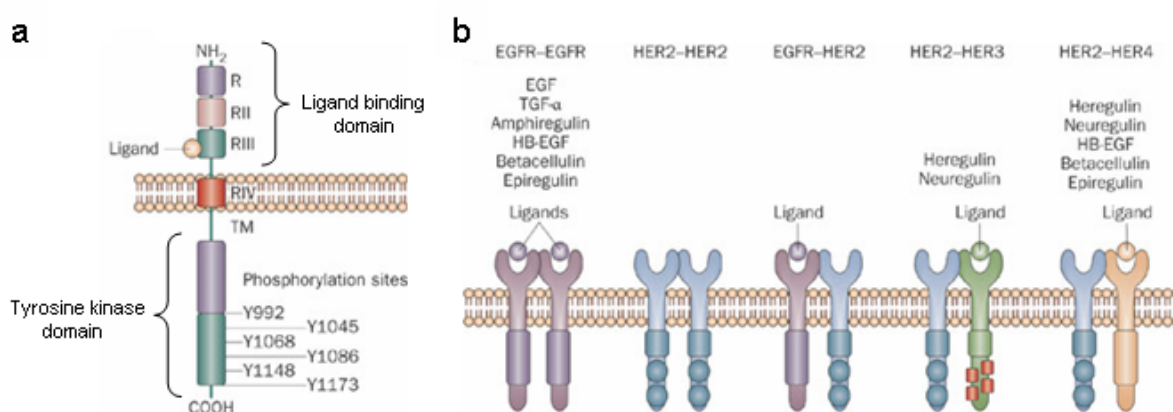 a
NH2
R
RII
RIII
Ligand
Ligand binding
domain
RIV
TM
Tyrosine kinase
domain
Phosphorylation sites
Y992
Y1045
Y1068
Y1086
Y1148
Y1173
COOH
b
EGFR–EGFR
EGF
TGF-α
Amphiregulin
HB-EGF
Betacellulin
Epiregulin
Ligands
HER2–HER2
EGFR–HER2
Ligand
HER2–HER3
Heregulin
Neuregulin
Ligand
HER2–HER4
Heregulin
Neuregulin
HB-EGF
Betacellulin
Epiregulin
Ligand